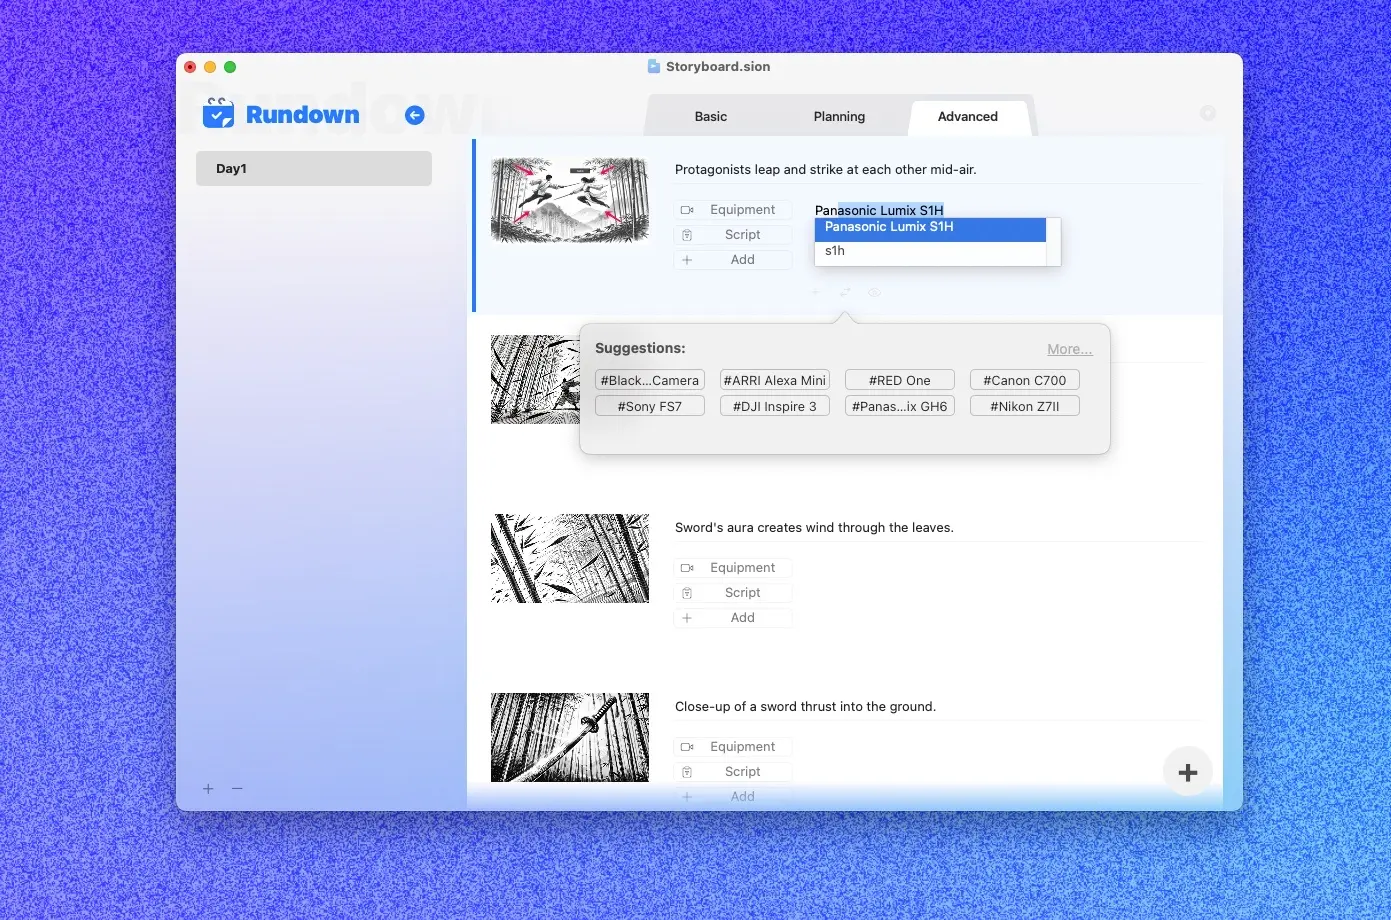 Storyboard.sion
Rundown
Basic
Planning
Advanced
Day1
Protagonists leap and strike at each other mid-air.
Equipment
Script
Add
Panasonic Lumix S1H
Panasonic Lumix S1H
s1h
Suggestions:
More...
#Black...Camera
#ARRI Alexa Mini
#RED One
#Canon C700
#Sony FS7
#DJI Inspire 3
#Panas...ix GH6
#Nikon Z7II
Sword's aura creates wind through the leaves.
Equipment
Script
Add
Close-up of a sword thrust into the ground.
Equipment
Script
Add